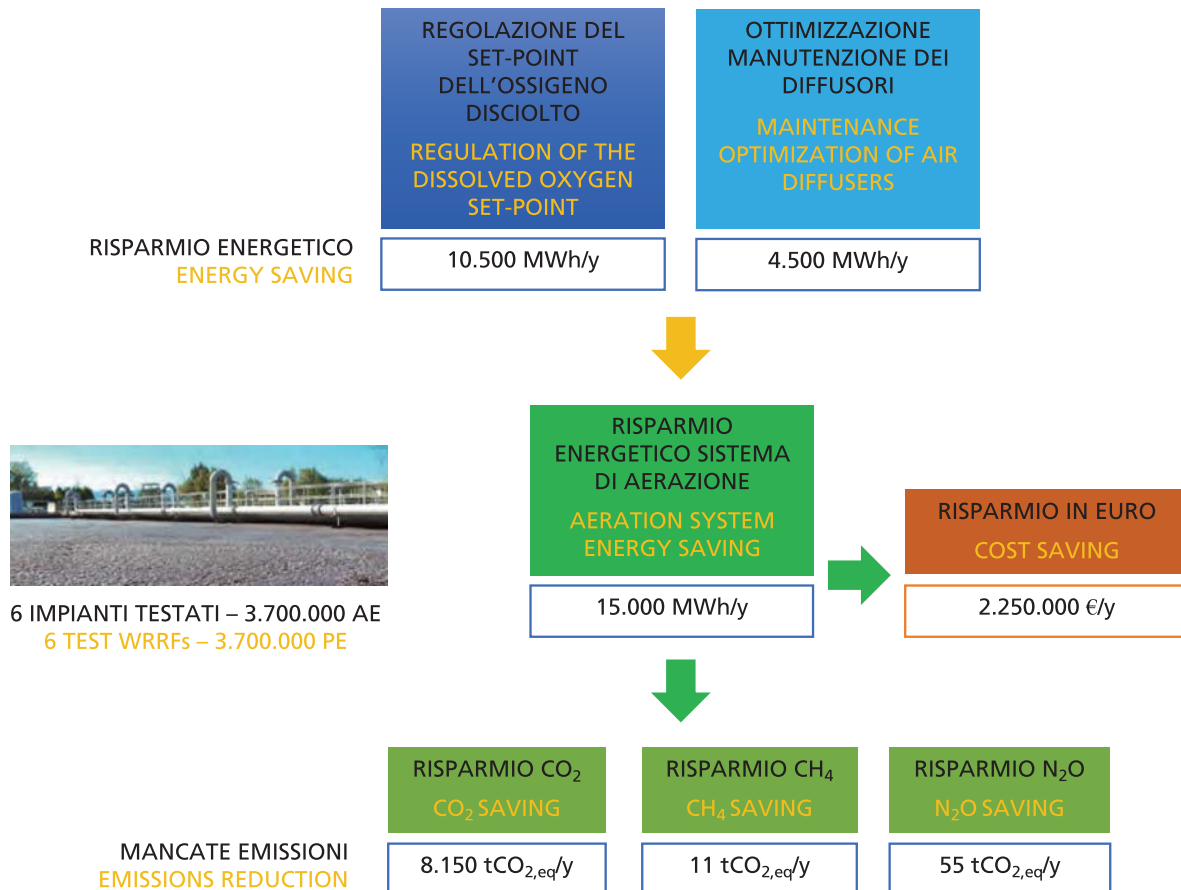 REGOLAZIONE DEL
SET-POINT
DELL'OSSIGENO
DISCIOLTO
REGULATION OF THE
DISSOLVED OXYGEN
SET-POINT
OTTIMIZZAZIONE
MANUTENZIONE DEI
DIFFUSORI
MAINTENANCE
OPTIMIZATION OF AIR
DIFFUSERS
RISPARMIO ENERGETICO
ENERGY SAVING
10.500 MWh/y
4.500 MWh/y
RISPARMIO
ENERGETICO SISTEMA
DI AERAZIONE
AERATION SYSTEM
ENERGY SAVING
15.000 MWh/y
RISPARMIO IN EURO
COST SAVING
2.250.000 €/y
6 IMPIANTI TESTATI – 3.700.000 AE
6 TEST WRRFs – 3.700.000 PE
RISPARMIO CO₂
CO₂ SAVING
RISPARMIO CH₄
CH₄ SAVING
RISPARMIO N₂O
N₂O SAVING
MANCATE EMISSIONI
EMISSIONS REDUCTION
8.150 tCO₂,eq/y
11 tCO₂,eq/y
55 tCO₂,eq/y